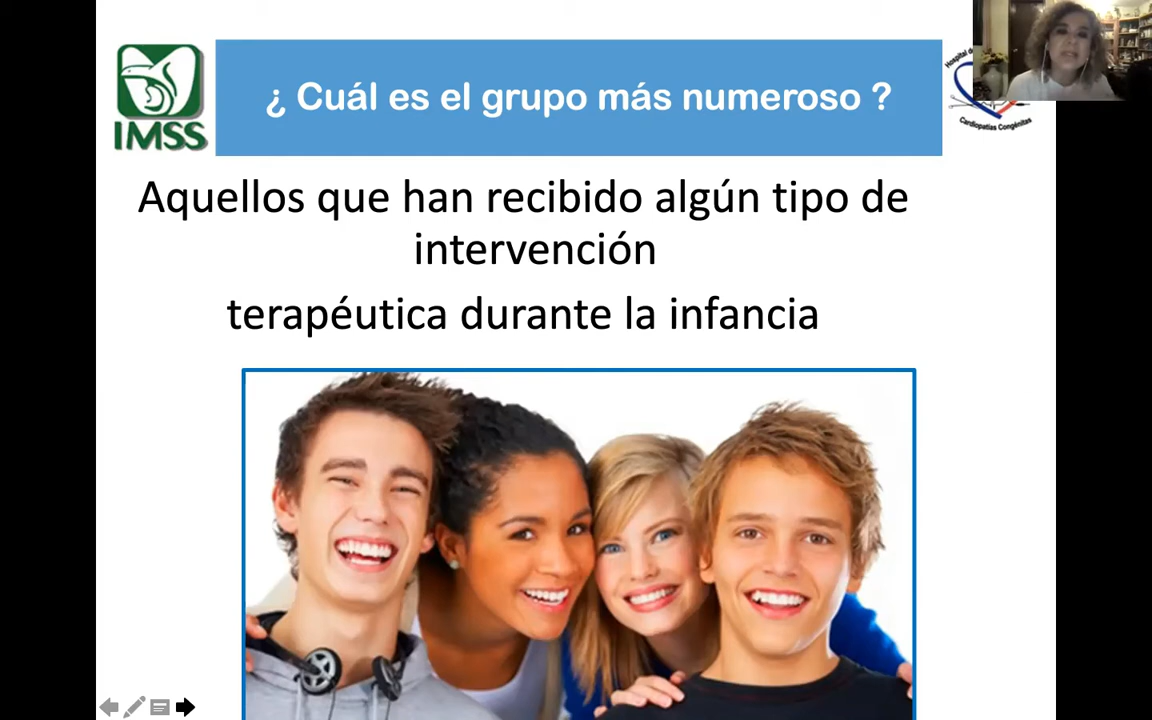 ¿ Cuál es el grupo más numeroso ?
IMSS
Cardiopatías Congénitas
Aquellos que han recibido algún tipo de
intervención
terapéutica durante la infancia